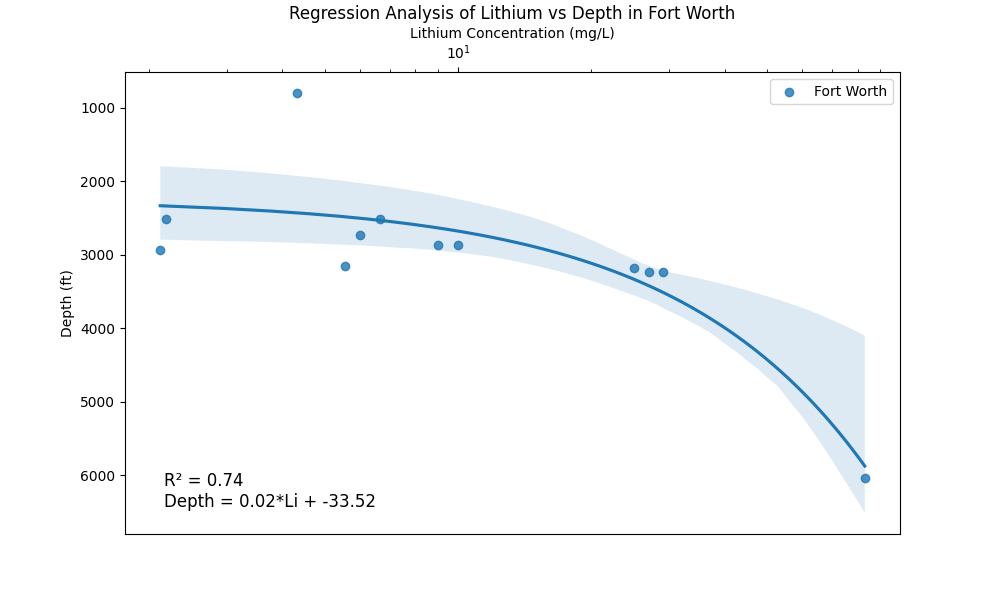 Regression Analysis of Lithium vs Depth in Fort Worth
Lithium Concentration (mg/L)
10¹
Fort Worth
1000
2000
3000
4000
5000
6000
Depth (ft)
R² = 0.74
Depth = 0.02*Li + -33.52